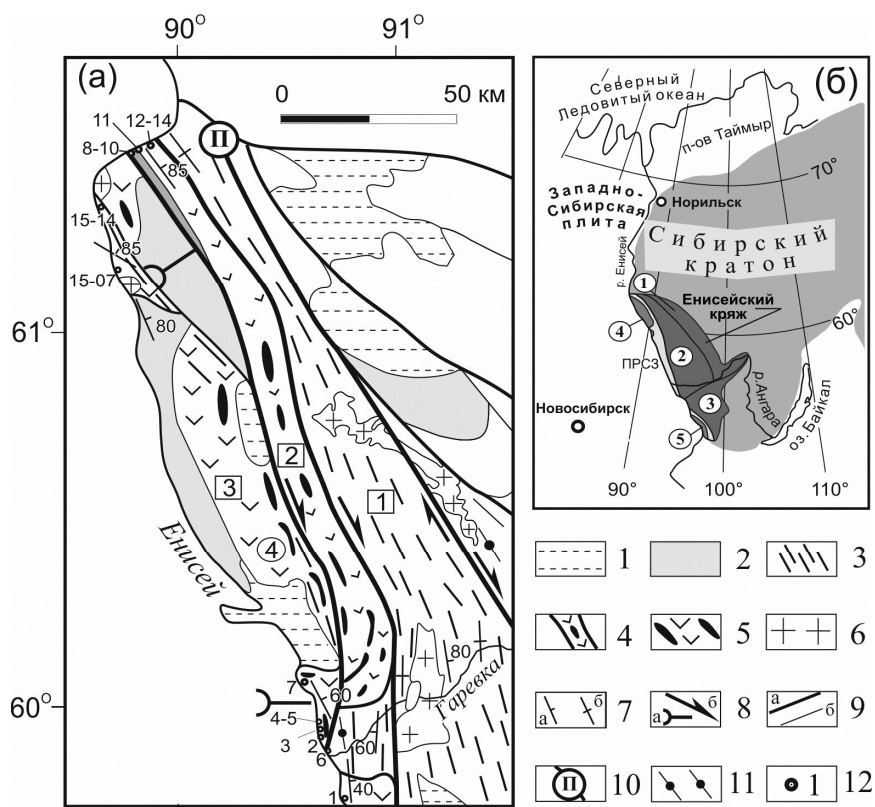 90° 91°
(а)
0 50 км
11 12-14
8-10
П
85
15-14
85
15-07
80
61°
2
3
1
4
Енисей
80
Гаревка
60°
7
60
4-5
3
2
6
60
40
1
(б)
Северный
Ледовитый океан
п-ов Таймыр
70°
Западно-
Сибирская
плита
Норильск
Сибирский
кратон
р. Енисей
1
Енисейский
кряж
60°
4
2
ПРСЗ
3
р.Ангара
Новосибирск
5
оз. Байкал
90° 100° 110°
1 2 3
4 5 6
а б 7 а б 8 а б 9
П 10 11 1 12